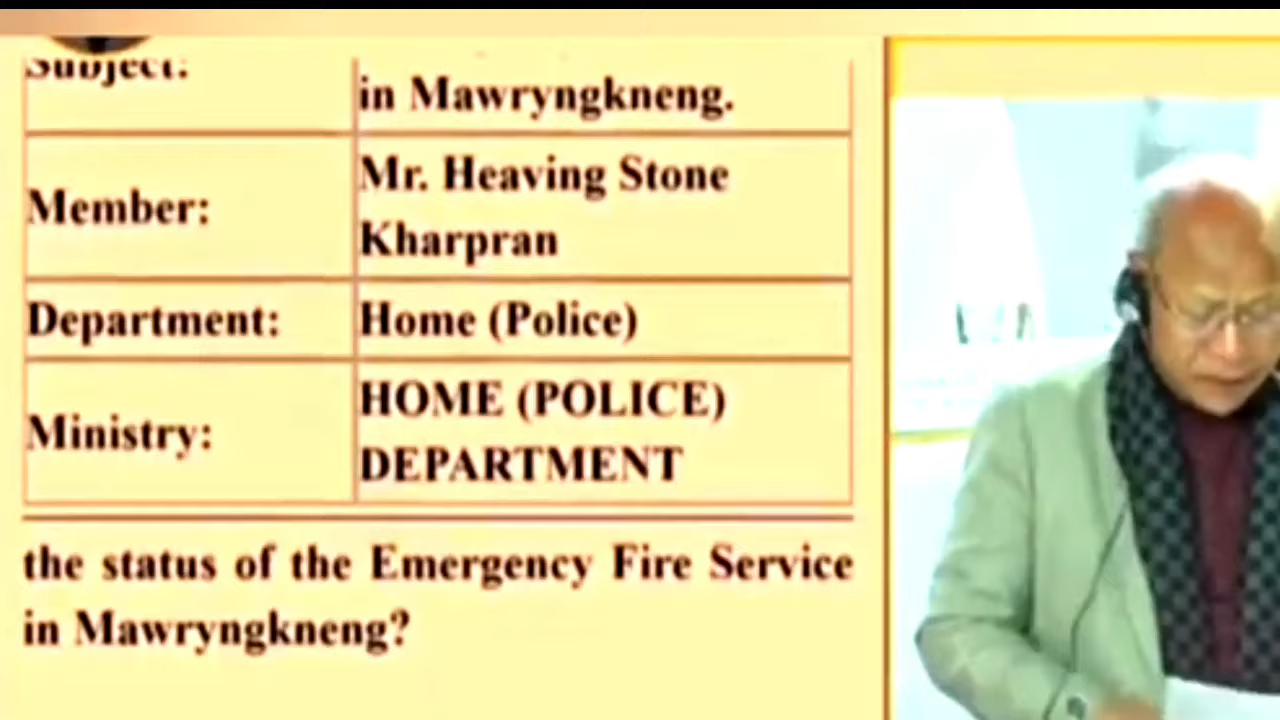 Subject:
in Mawryngkneng.
Member:
Mr. Heaving Stone
Kharpran
Department:
Home (Police)
Ministry:
HOME (POLICE)
DEPARTMENT
the status of the Emergency Fire Service
in Mawryngkneng?